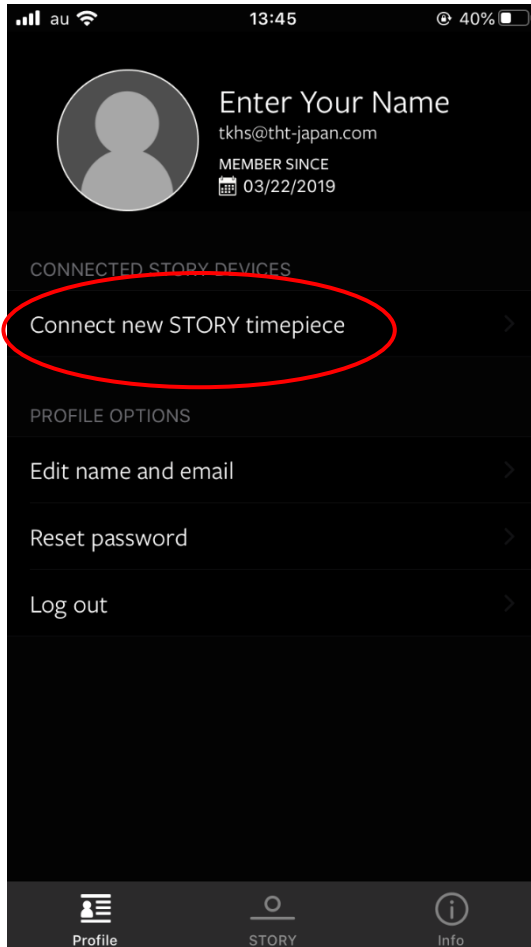 au 13:45 40%
Enter Your Name
tkhs@tht-japan.com
MEMBER SINCE
03/22/2019
CONNECTED STORY DEVICES
Connect new STORY timepiece
PROFILE OPTIONS
Edit name and email
Reset password
Log out
Profile STORY Info